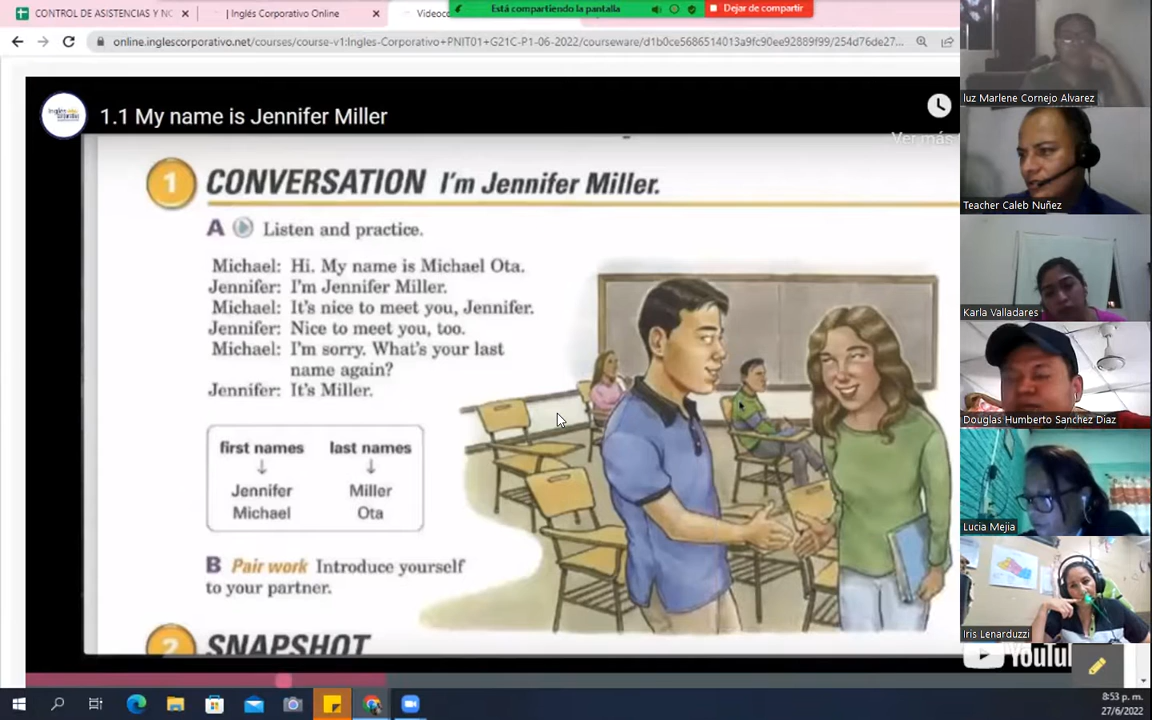 CONTROL DE ASISTENCIAS Y NO
| Inglés Corporativo Online
Videoco
Está compartiendo la pantalla
Dejar de compartir
online.inglescorporativo.net/courses/course-v1:Ingles-Corporativo+PNIT01+G21C-P1-06-2022/courseware/d1b0ce5686514013a9fc90ee92889f99/254d76de27...
1.1 My name is Jennifer Miller
Ver más
1 CONVERSATION I'm Jennifer Miller.
A Listen and practice.
Michael: Hi. My name is Michael Ota.
Jennifer: I'm Jennifer Miller.
Michael: It's nice to meet you, Jennifer.
Jennifer: Nice to meet you, too.
Michael: I'm sorry. What's your last
name again?
Jennifer: It's Miller.
first names last names
Jennifer Miller
Michael Ota
B Pair work Introduce yourself
to your partner.
2 SNAPSHOT
YouTu
luz Marlene Cornejo Alvarez
Teacher Caleb Nuñez
Karla Valladares
Douglas Humberto Sanchez Diaz
Lucia Mejia
Iris Lenarduzzi
8:53 p. m.
27/6/2022